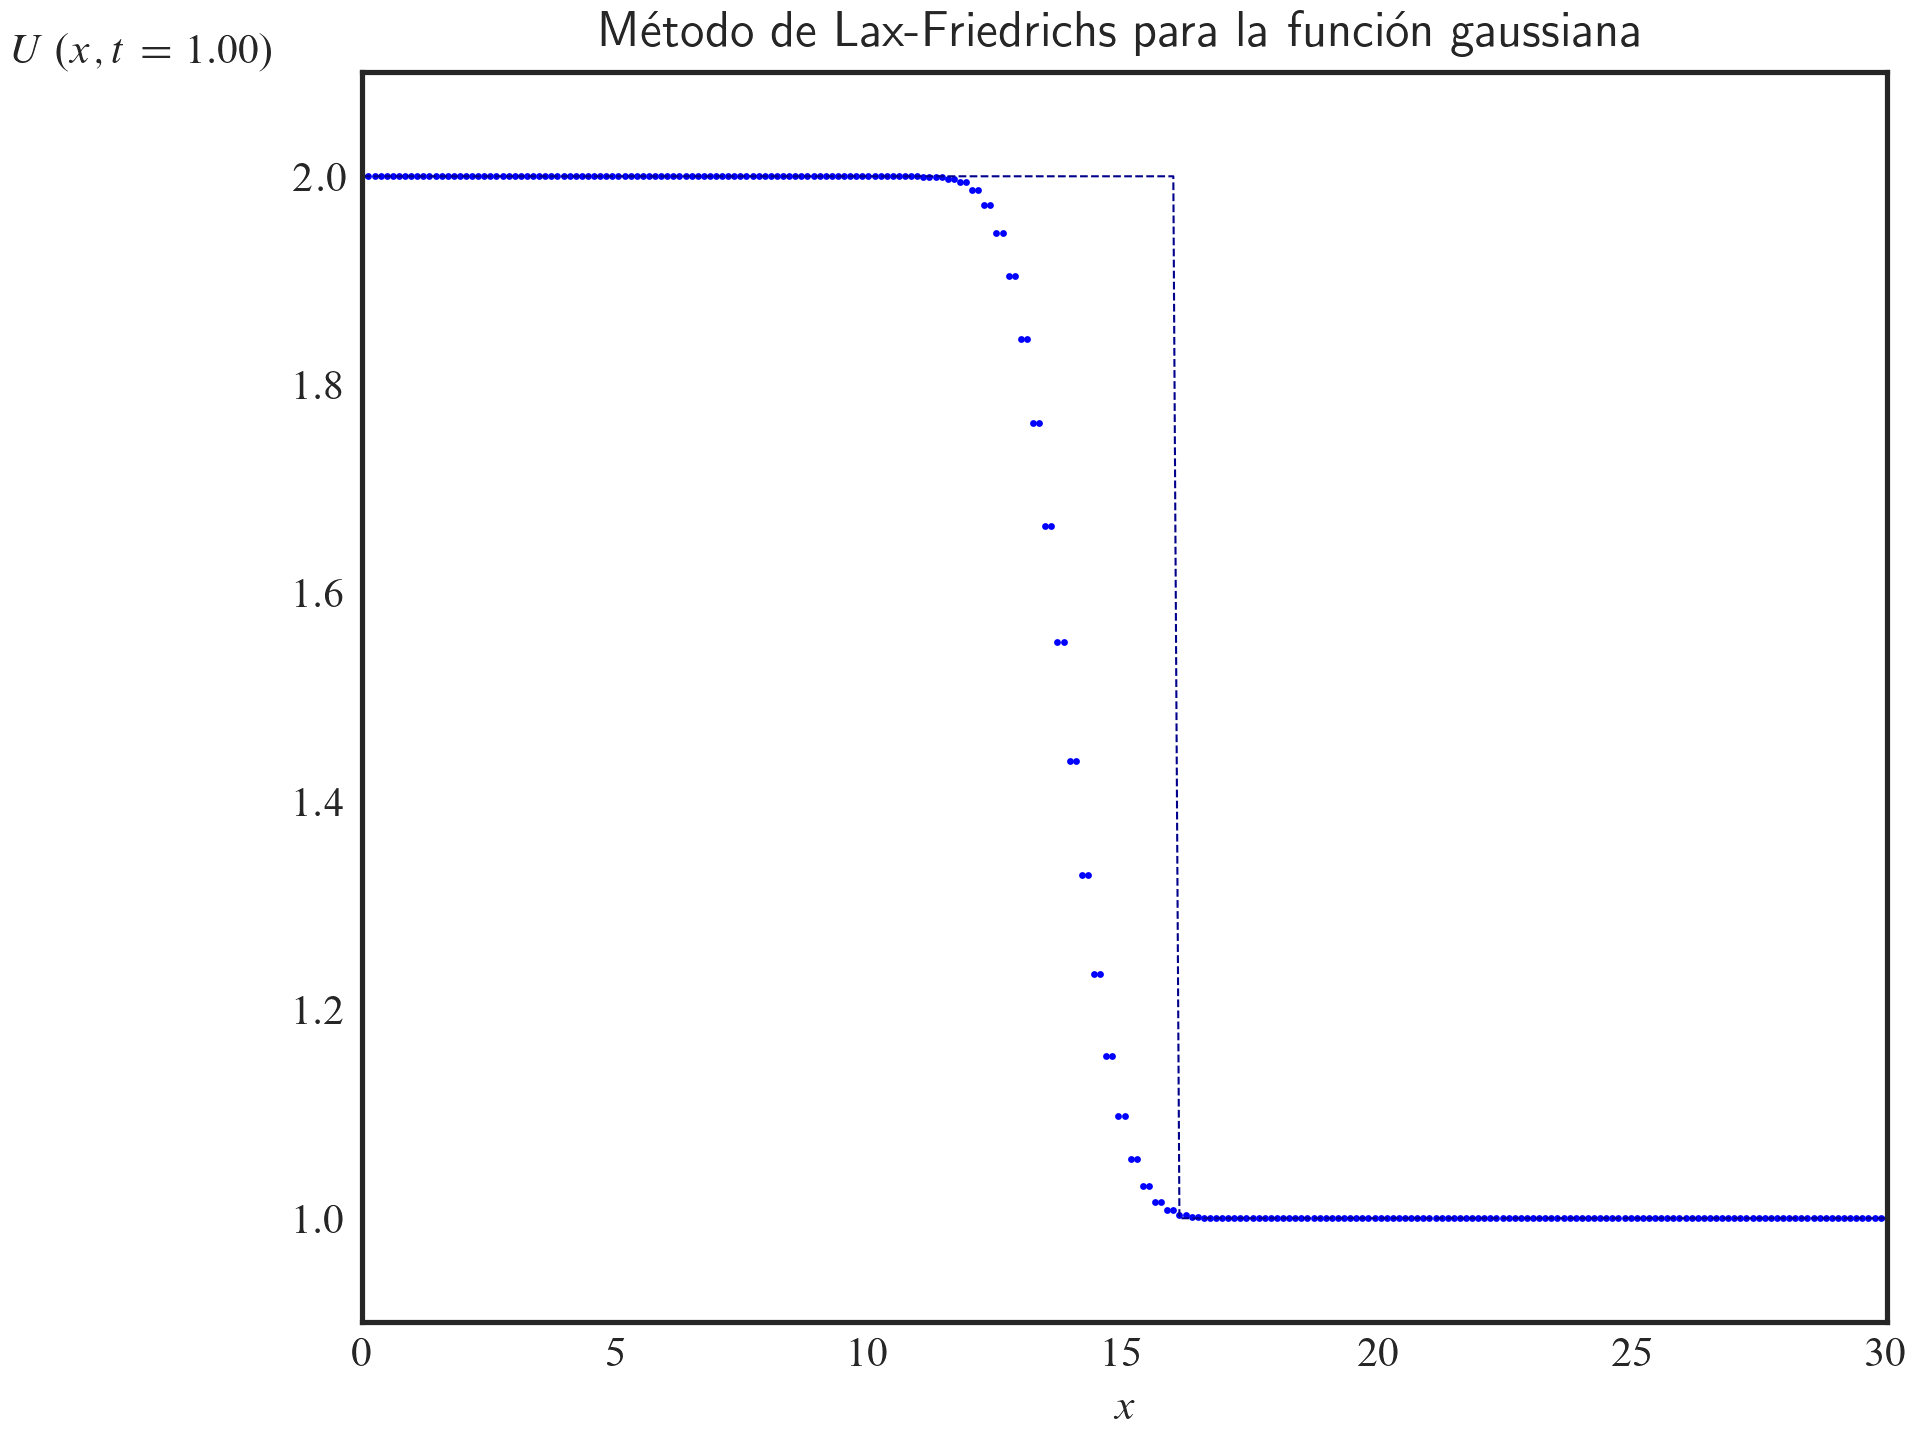 Método de Lax-Friedrichs para la función gaussiana
U (x, t = 1.00)
2.0
1.8
1.6
1.4
1.2
1.0
0 5 10 15 20 25 30
x